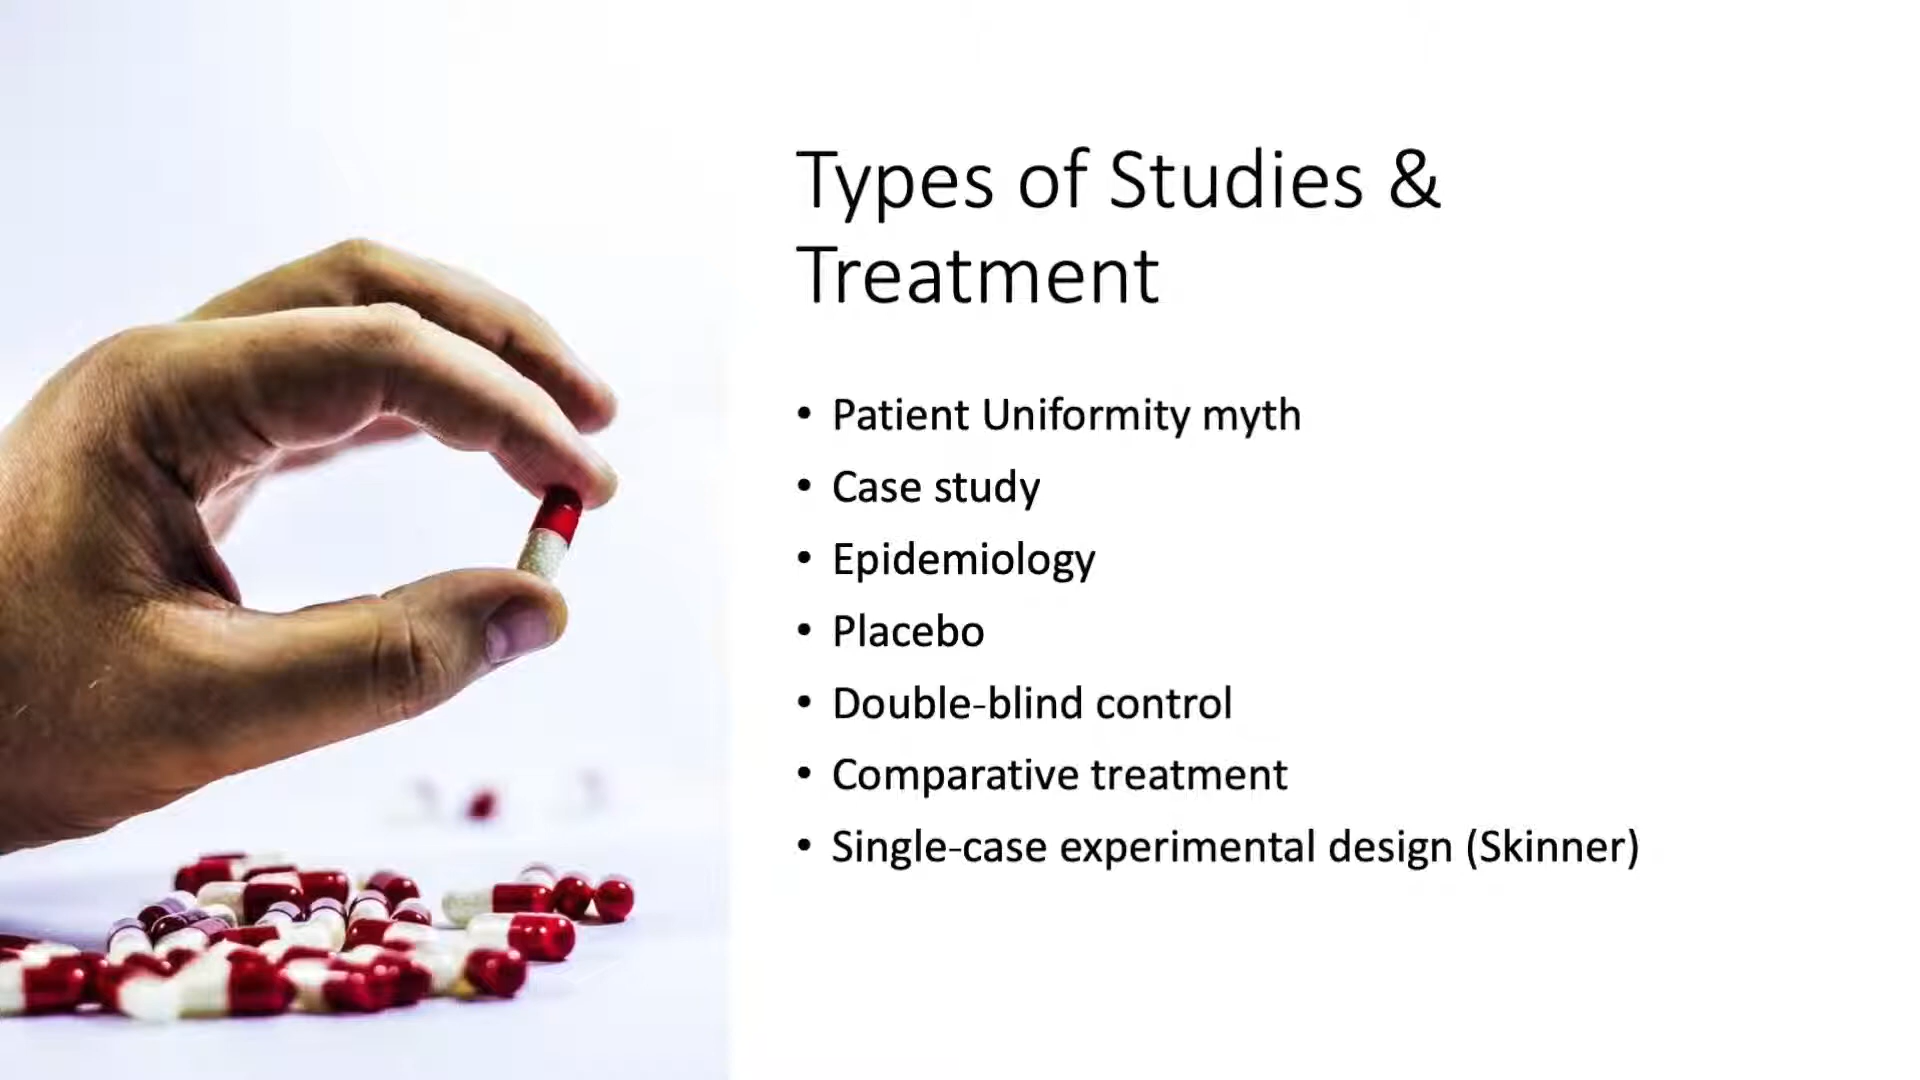 Types of Studies &
Treatment
• Patient Uniformity myth
• Case study
• Epidemiology
• Placebo
• Double-blind control
• Comparative treatment
• Single-case experimental design (Skinner)